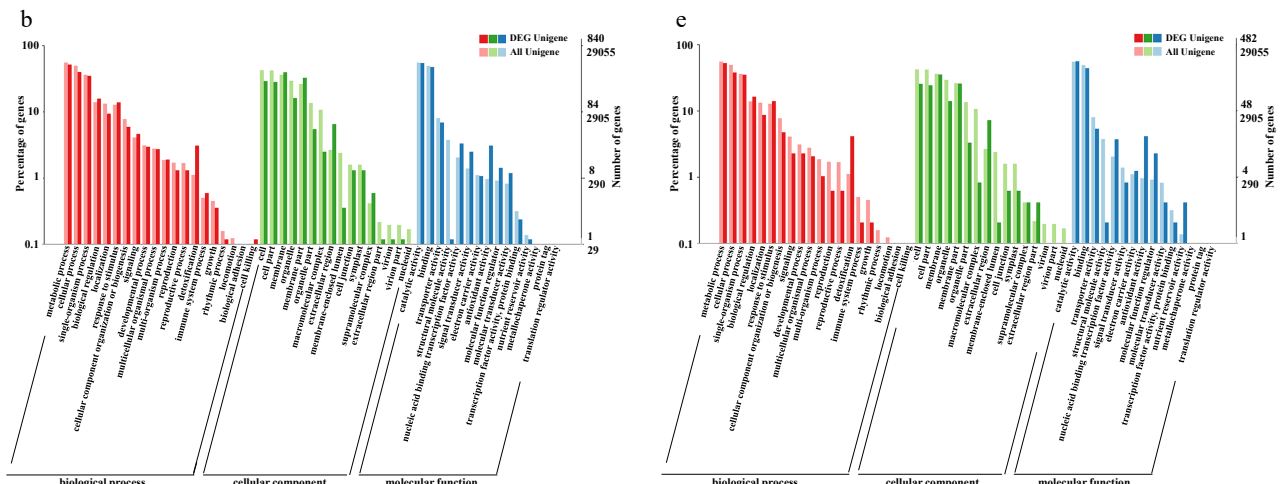 b
DEG Unigene
All Unigene
Percentage of genes
100
10
1
0.1
840
29055
84
2905
8
290
1
29
Number of genes
metabolic process
cellular process
single-organism process
biological regulation
localization
response to stimulus
cellular component organization or biogenesis
signaling
developmental process
multicellular organismal process
multi-organism process
reproduction
reproductive process
detoxification
immune system process
growth
rhythmic process
locomotion
biological adhesion
cell killing
cell
cell part
membrane
organelle
membrane part
organelle part
macromolecular complex
extracellular region
membrane-enclosed lumen
cell junction
symplast
supramolecular complex
extracellular region part
virion
virion part
nucleoid
catalytic activity
binding
transporter activity
structural molecule activity
nucleic acid binding transcription factor activity
signal transducer activity
electron carrier activity
antioxidant activity
molecular function regulator
molecular transducer activity
transcription factor activity, protein binding
nutrient reservoir activity
metallochaperone activity
protein tag
translation regulator activity
biological process
cellular component
molecular function
e
DEG Unigene
All Unigene
Percentage of genes
100
10
1
0.1
482
29055
48
2905
4
290
1
29
Number of genes
metabolic process
cellular process
single-organism process
biological regulation
localization
response to stimulus
cellular component organization or biogenesis
signaling
developmental process
multicellular organismal process
multi-organism process
reproduction
reproductive process
detoxification
immune system process
growth
rhythmic process
locomotion
biological adhesion
cell killing
cell
cell part
membrane
organelle
membrane part
organelle part
macromolecular complex
extracellular region
membrane-enclosed lumen
cell junction
symplast
supramolecular complex
extracellular region part
virion
virion part
nucleoid
catalytic activity
binding
transporter activity
structural molecule activity
nucleic acid binding transcription factor activity
signal transducer activity
electron carrier activity
antioxidant activity
molecular function regulator
molecular transducer activity
transcription factor activity, protein binding
nutrient reservoir activity
metallochaperone activity
protein tag
translation regulator activity
biological process
cellular component
molecular function